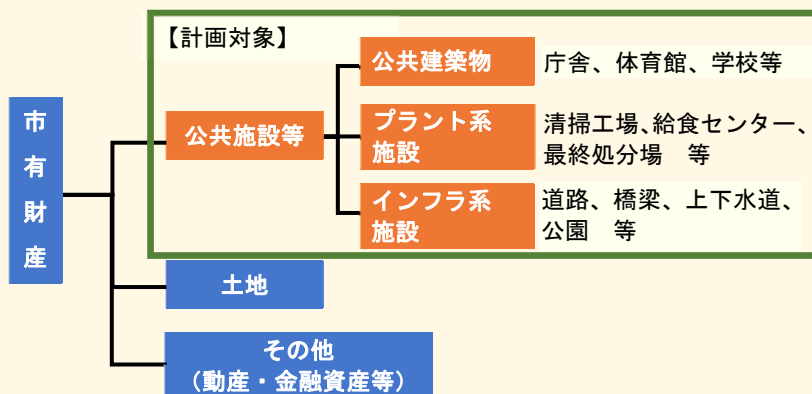 【計画対象】
公共建築物
庁舎、体育館、学校等
市有財産
公共施設等
プラント系
施設
清掃工場、給食センター、
最終処分場　等
インフラ系
施設
道路、橋梁、上下水道、
公園　等
土地
その他
（動産・金融資産等）